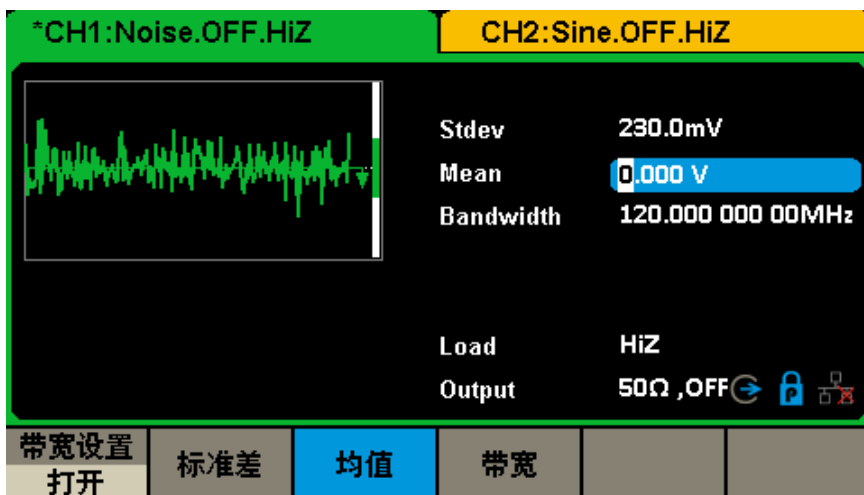 *CH1:Noise.OFF.HiZ CH2:Sine.OFF.HiZ
Stdev 230.0mV
Mean 0.000 V
Bandwidth 120.000 000 00MHz
Load HiZ
Output 50Ω ,OFF P
带宽设置 标准差 均值 带宽
打开